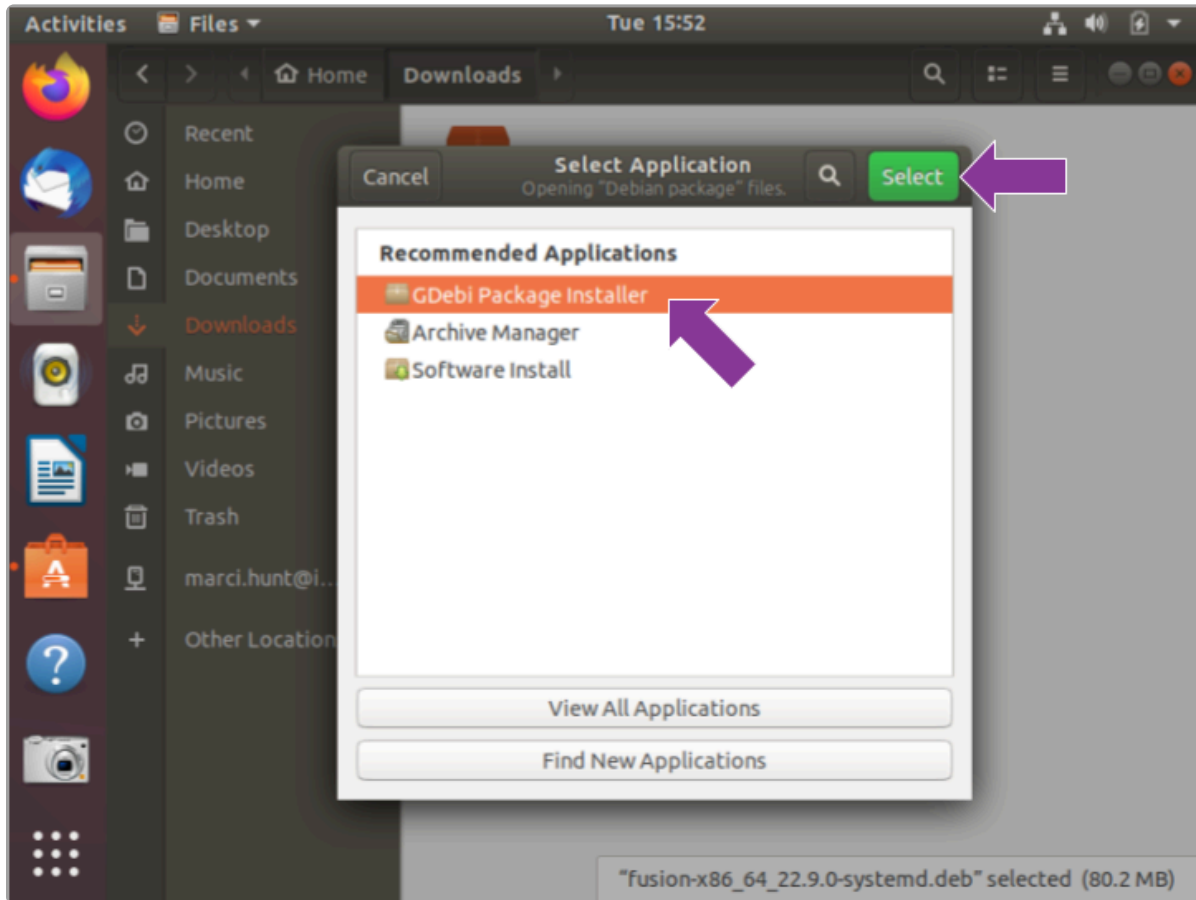 Activities Files Tue 15:52
Home Downloads
Recent
Home
Desktop
Documents
Downloads
Music
Pictures
Videos
Trash
marci.hunt@i...
Other Location
Cancel Select Application Select
Opening "Debian package" files.
Recommended Applications
GDebi Package Installer
Archive Manager
Software Install
View All Applications
Find New Applications
"fusion-x86_64_22.9.0-systemd.deb" selected (80.2 MB)